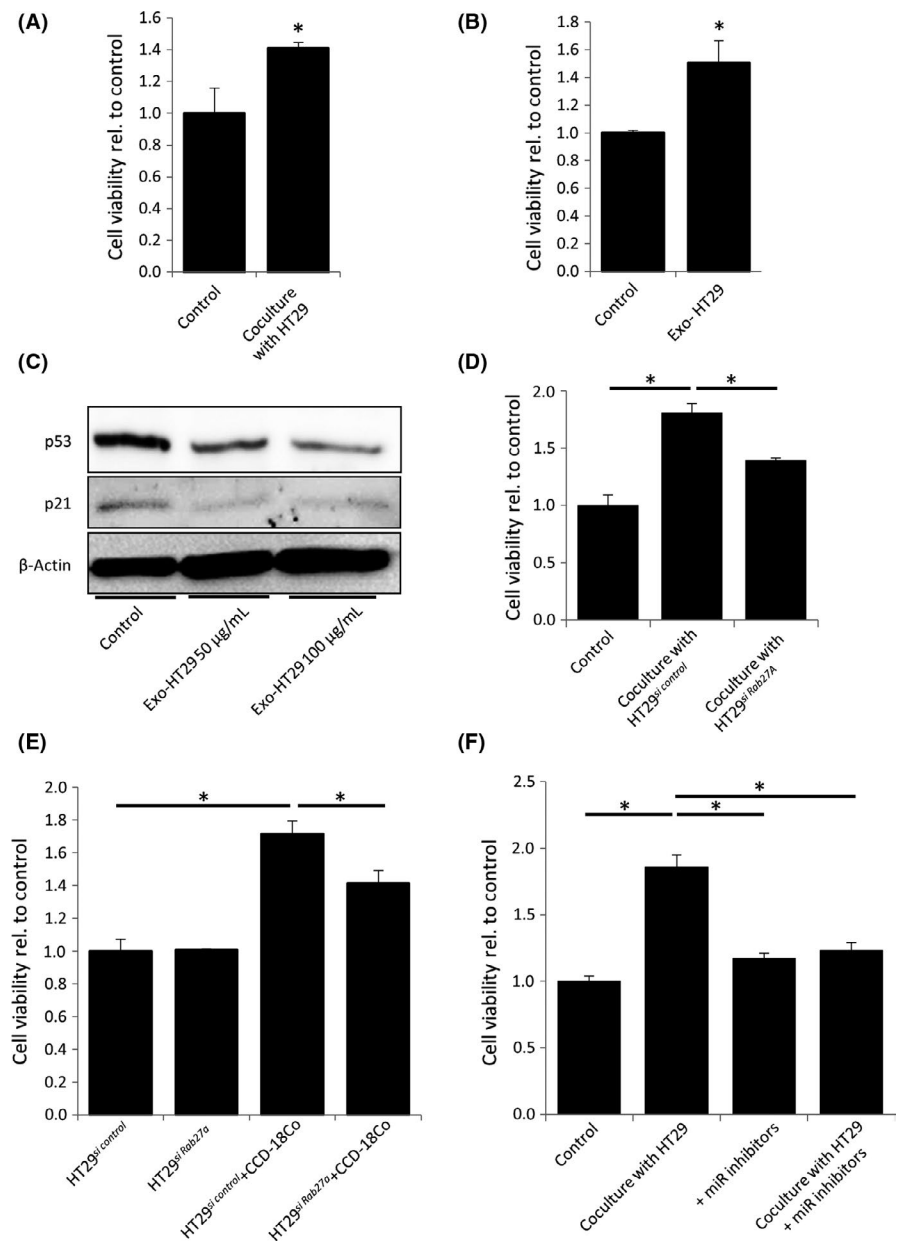 (A)
Cell viability rel. to control
1.6
1.4
1.2
1.0
0.8
0.6
0.4
0.2
0.0
*
Control
Coculture
with HT29
(B)
Cell viability rel. to control
1.8
1.6
1.4
1.2
1.0
0.8
0.6
0.4
0.2
0.0
*
Control
Exo- HT29
(C)
p53
p21
β-Actin
Control
Exo-HT29 50 µg/mL
Exo-HT29 100 µg/mL
(D)
Cell viability rel. to control
2.0
1.5
1.0
0.5
0.0
*
*
Control
Coculture with
HT29si control
Coculture with
HT29si Rab27A
(E)
Cell viability rel. to control
2.0
1.8
1.6
1.4
1.2
1.0
0.8
0.6
0.4
0.2
0.0
*
*
HT29si control
HT29si Rab27a
HT29si control+CCD-18Co
HT29si Rab27a+CCD-18Co
(F)
Cell viability rel. to control
2.5
2.0
1.5
1.0
0.5
0.0
*
*
*
Control
Coculture with HT29
+ miR inhibitors
Coculture with HT29
+ miR inhibitors